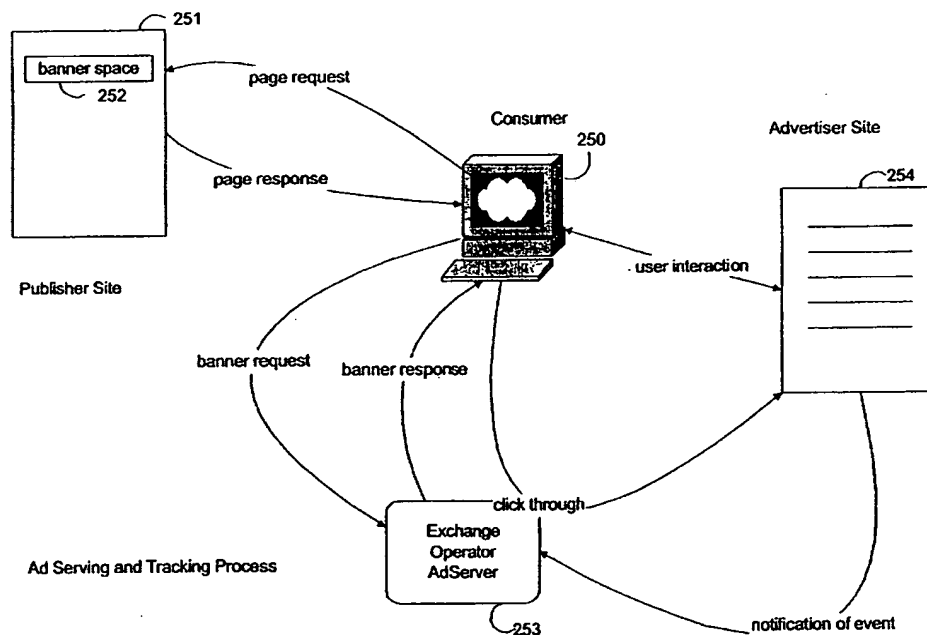 251
banner space
252
page request
Consumer
250
Advertiser Site
254
page response
user interaction
Publisher Site
banner request
banner response
click through
Exchange
Operator
AdServer
Ad Serving and Tracking Process
253
notification of event